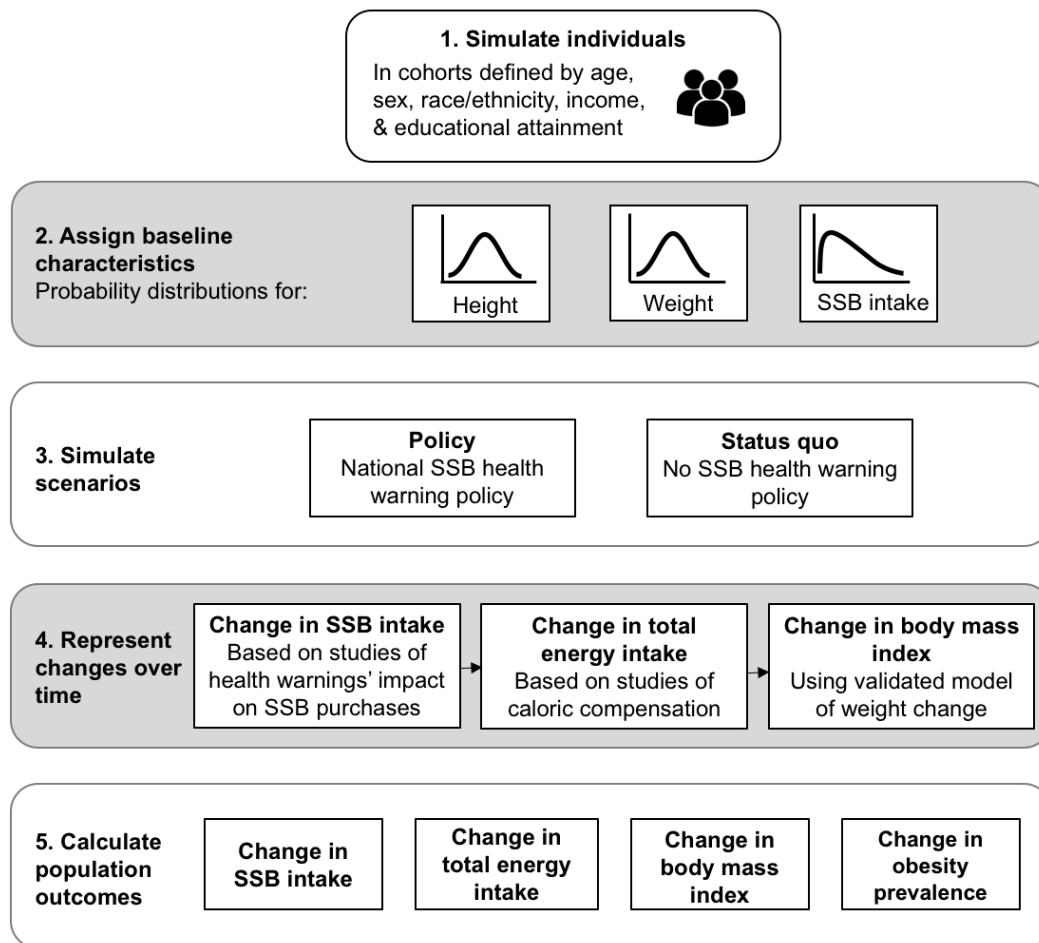 1. Simulate individuals
In cohorts defined by age,
sex, race/ethnicity, income,
& educational attainment
2. Assign baseline
characteristics
Probability distributions for:
Height
Weight
SSB intake
3. Simulate
scenarios
Policy
National SSB health
warning policy
Status quo
No SSB health warning
policy
4. Represent
changes over
time
Change in SSB intake
Based on studies of
health warnings’ impact
on SSB purchases
Change in total
energy intake
Based on studies of
caloric compensation
Change in body mass
index
Using validated model
of weight change
5. Calculate
population
outcomes
Change in
SSB intake
Change in
total energy
intake
Change in
body mass
index
Change in
obesity
prevalence